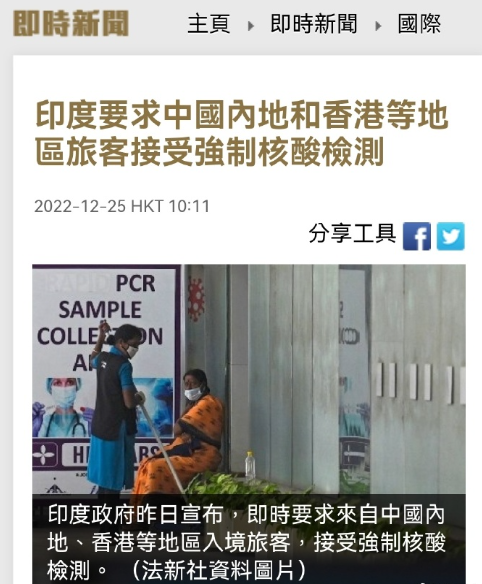 即時新聞
主頁 ▸ 即時新聞 ▸ 國際
印度要求中國內地和香港等地
區旅客接受強制核酸檢測
2022-12-25 HKT 10:11
分享工具
PCR
SAMPLE
印度政府昨日宣布，即時要求來自中國內
地、香港等地區入境旅客，接受強制核酸
檢測。（法新社資料圖片）